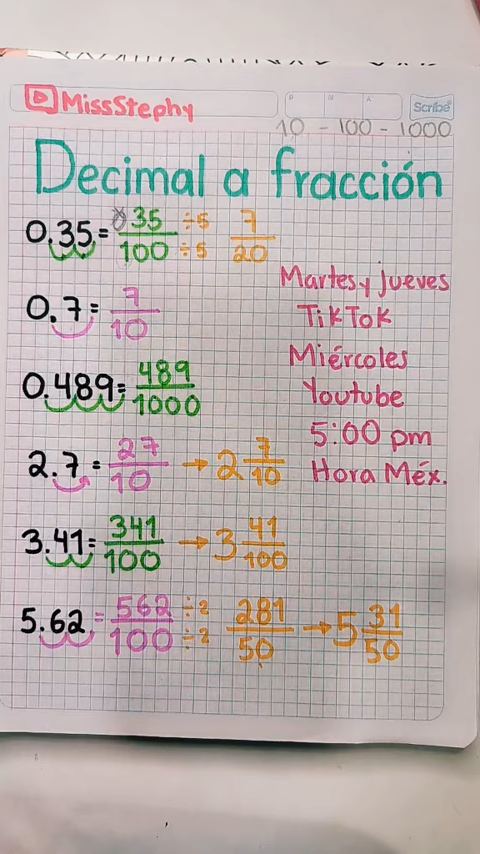 MissStephy
D M A
Scribe
10 - 100 - 1000
Decimal a fracción
0.35 = 35/100 ÷5/÷5 7/20
0.7 = 7/10
0.489 = 489/1000
2.7 = 27/10 → 2 7/10
3.41 = 341/100 → 3 41/100
5.62 = 562/100 ÷2/÷2 281/50 → 5 31/50
Martes y jueves
TikTok
Miércoles
Youtube
5:00 pm
Hora Méx.